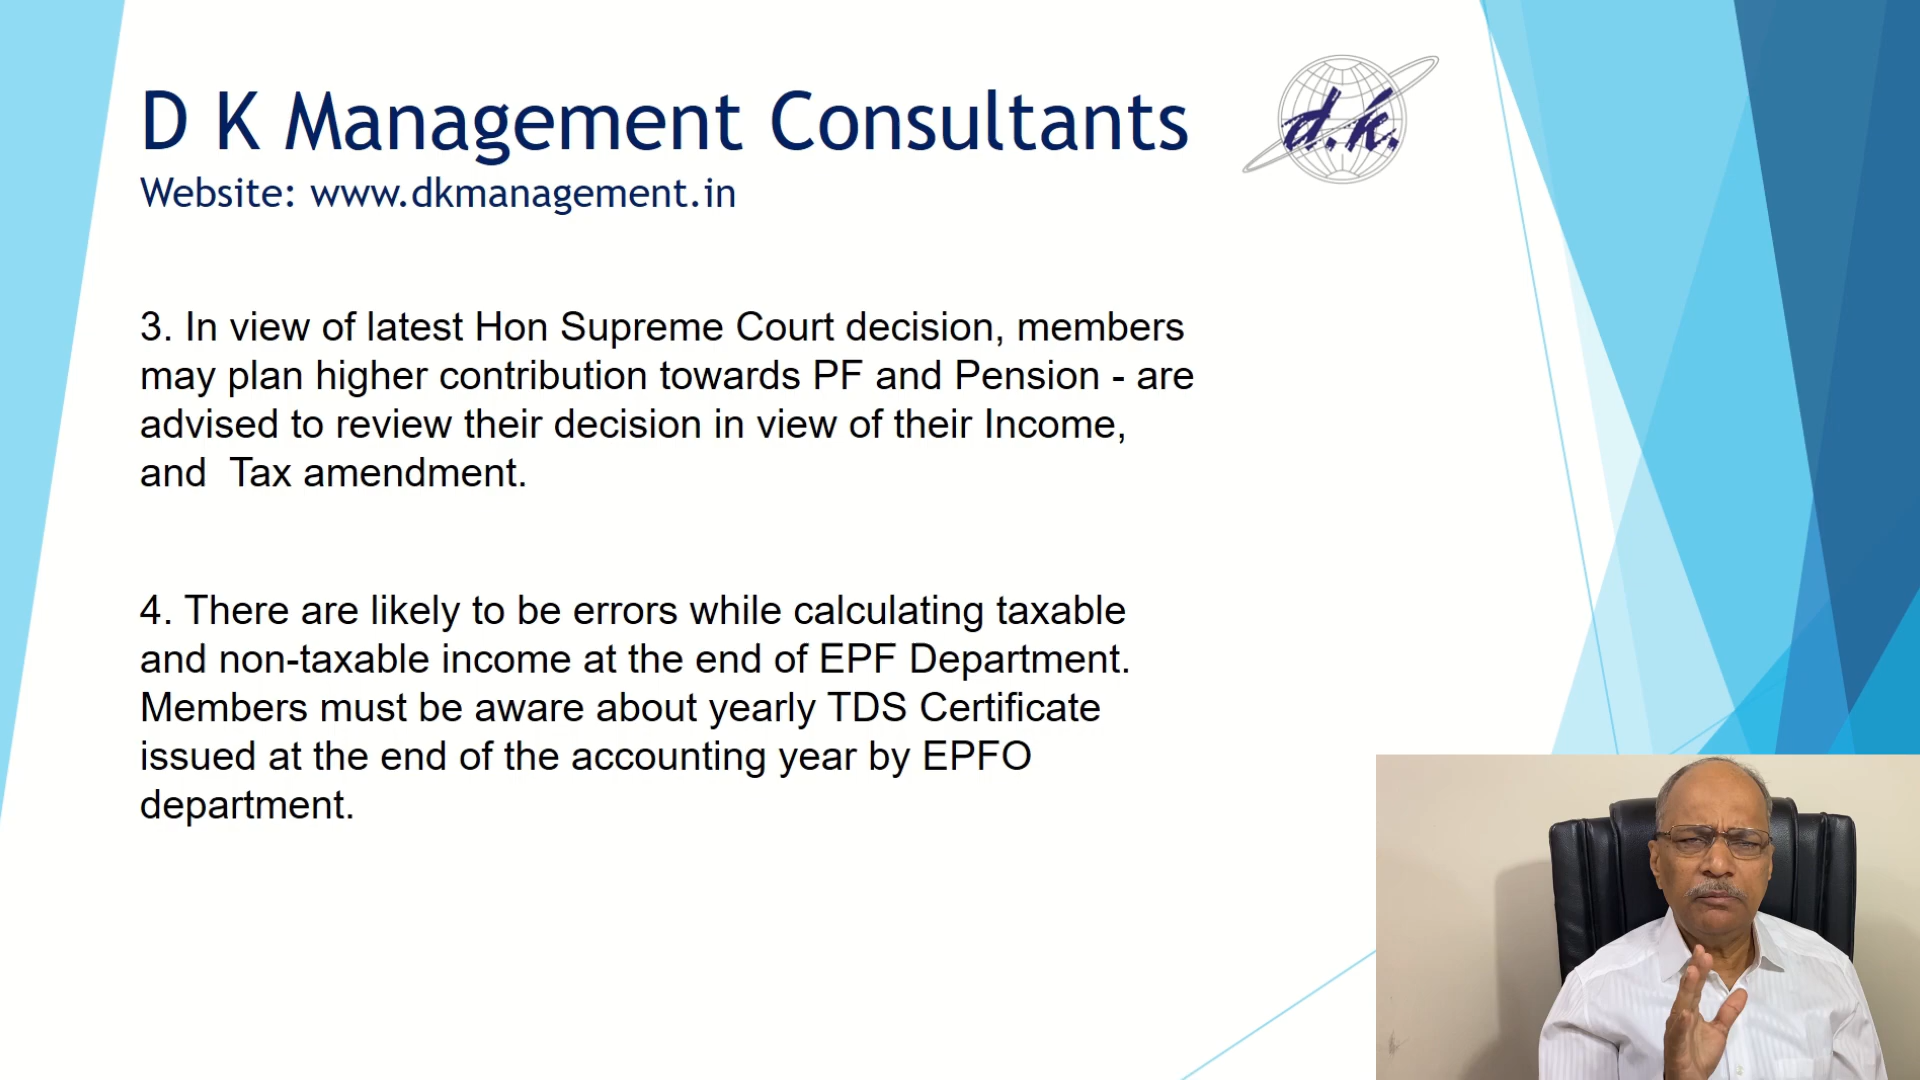 D K Management Consultants
d.k.
Website: www.dkmanagement.in
3. In view of latest Hon Supreme Court decision, members
may plan higher contribution towards PF and Pension - are
advised to review their decision in view of their Income,
and  Tax amendment.
4. There are likely to be errors while calculating taxable
and non-taxable income at the end of EPF Department.
Members must be aware about yearly TDS Certificate
issued at the end of the accounting year by EPFO
department.